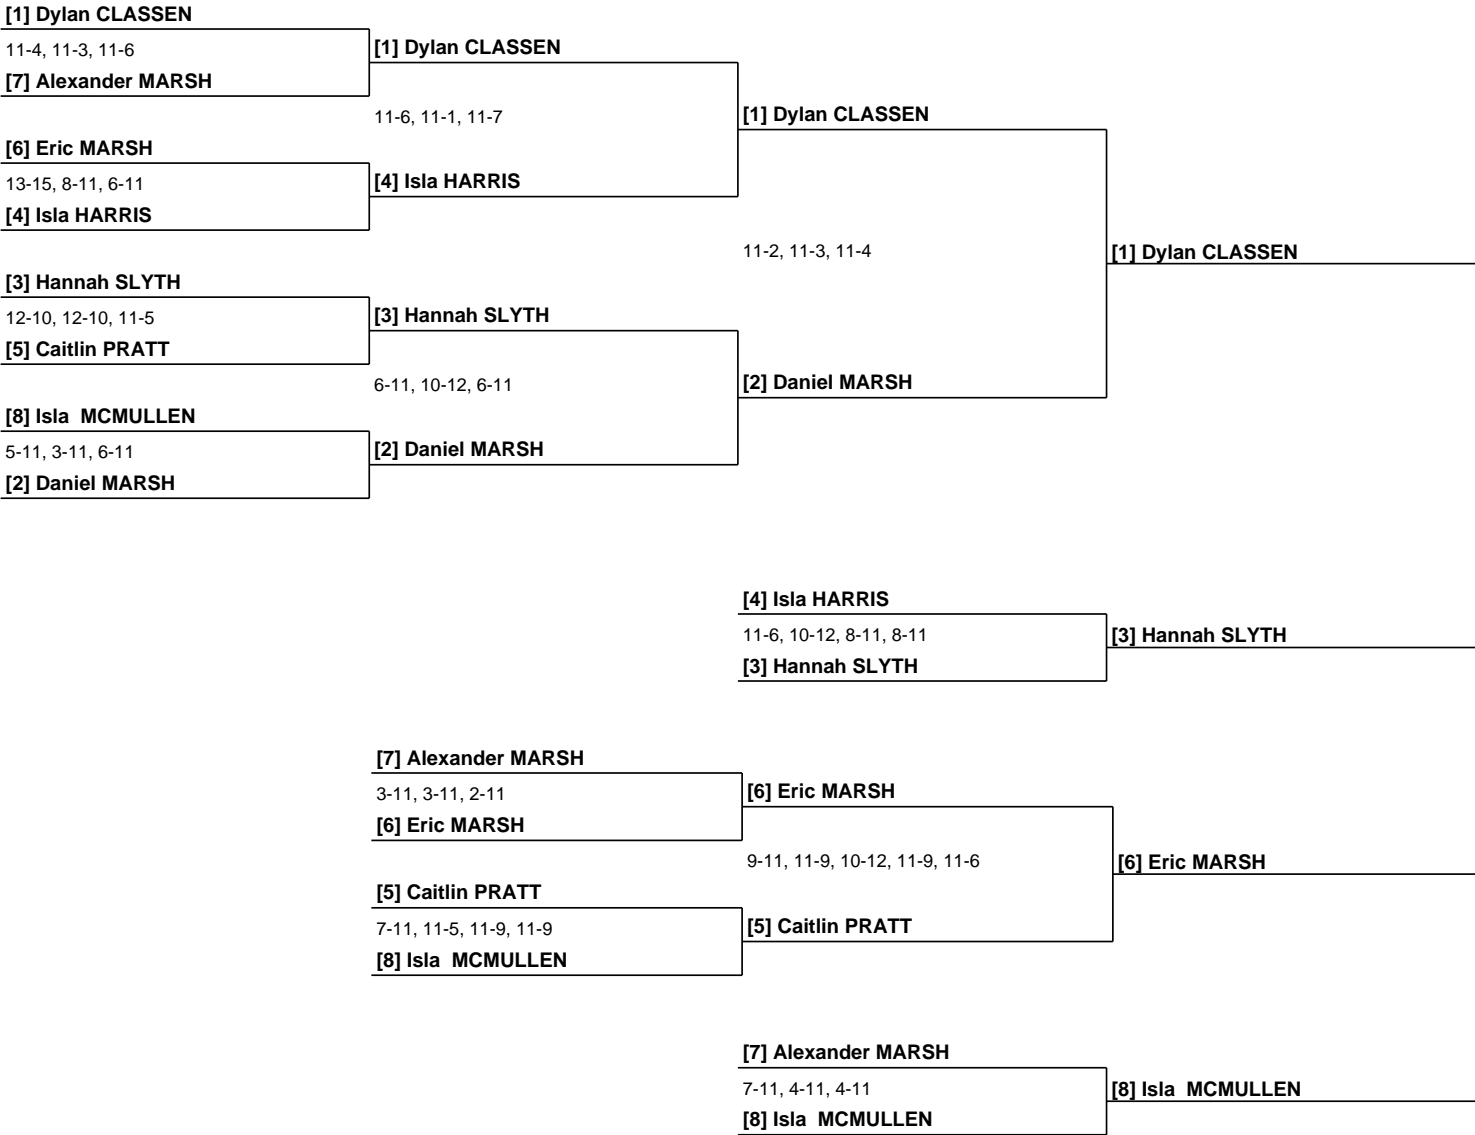 [1] Dylan CLASSEN
11-4, 11-3, 11-6
[1] Dylan CLASSEN
[7] Alexander MARSH
11-6, 11-1, 11-7
[1] Dylan CLASSEN
[6] Eric MARSH
13-15, 8-11, 6-11
[4] Isla HARRIS
[4] Isla HARRIS
11-2, 11-3, 11-4
[1] Dylan CLASSEN
[3] Hannah SLYTH
12-10, 12-10, 11-5
[3] Hannah SLYTH
[5] Caitlin PRATT
6-11, 10-12, 6-11
[2] Daniel MARSH
[8] Isla  MCMULLEN
5-11, 3-11, 6-11
[2] Daniel MARSH
[2] Daniel MARSH
[4] Isla HARRIS
11-6, 10-12, 8-11, 8-11
[3] Hannah SLYTH
[3] Hannah SLYTH
[7] Alexander MARSH
3-11, 3-11, 2-11
[6] Eric MARSH
[6] Eric MARSH
9-11, 11-9, 10-12, 11-9, 11-6
[6] Eric MARSH
[5] Caitlin PRATT
7-11, 11-5, 11-9, 11-9
[5] Caitlin PRATT
[8] Isla  MCMULLEN
[7] Alexander MARSH
7-11, 4-11, 4-11
[8] Isla  MCMULLEN
[8] Isla  MCMULLEN